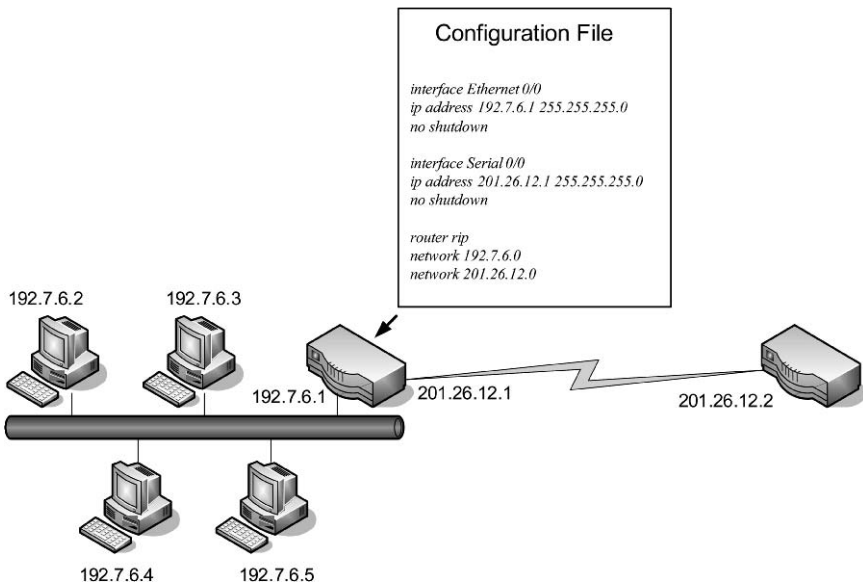 Configuration File
interface Ethernet 0/0
ip address 192.7.6.1 255.255.255.0
no shutdown
interface Serial 0/0
ip address 201.26.12.1 255.255.255.0
no shutdown
router rip
network 192.7.6.0
network 201.26.12.0
192.7.6.2
192.7.6.3
192.7.6.1
201.26.12.1
201.26.12.2
192.7.6.4
192.7.6.5